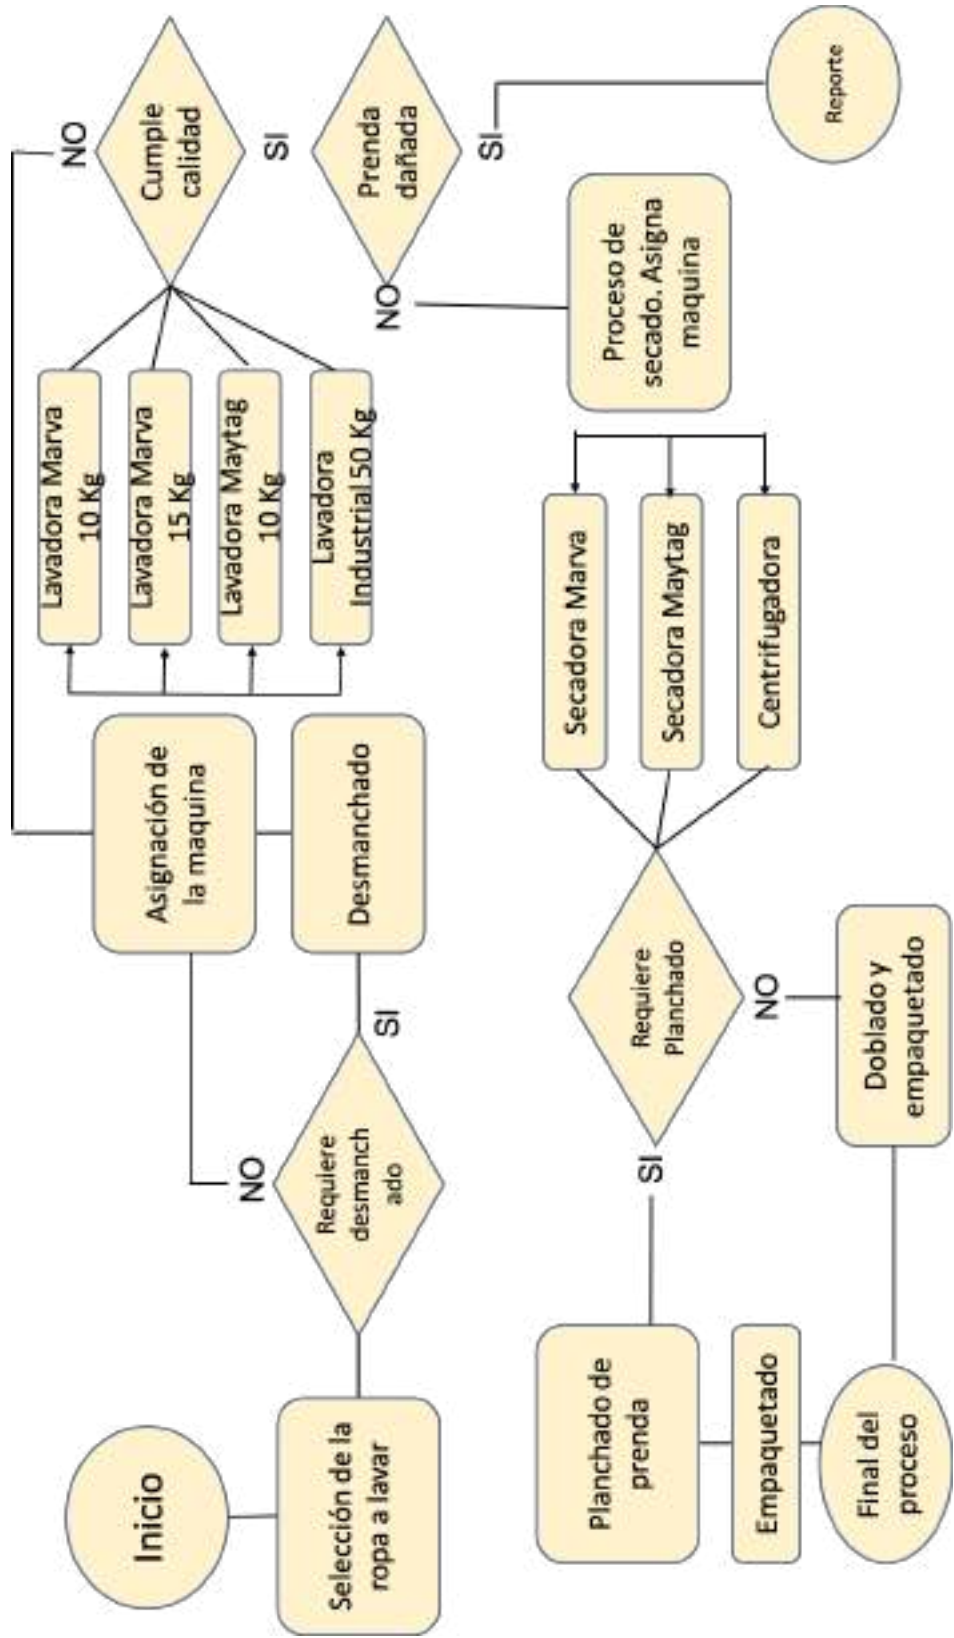 Inicio
Selección de la
ropa a lavar
Requiere
desmanch
ado
NO
SI
Asignación de
la maquina
Desmanchado
Lavadora Marva
10 Kg
Lavadora Marva
15 Kg
Lavadora Maytag
10 Kg
Lavadora
Industrial 50 Kg
NO
Cumple
calidad
SI
Prenda
dañada
NO
SI
Reporte
Proceso de
secado. Asigna
maquina
Secadora Marva
Secadora Maytag
Centrifugadora
Requiere
Planchado
SI
NO
Planchado de
prenda
Empaquetado
Doblado y
empaquetado
Final del
proceso